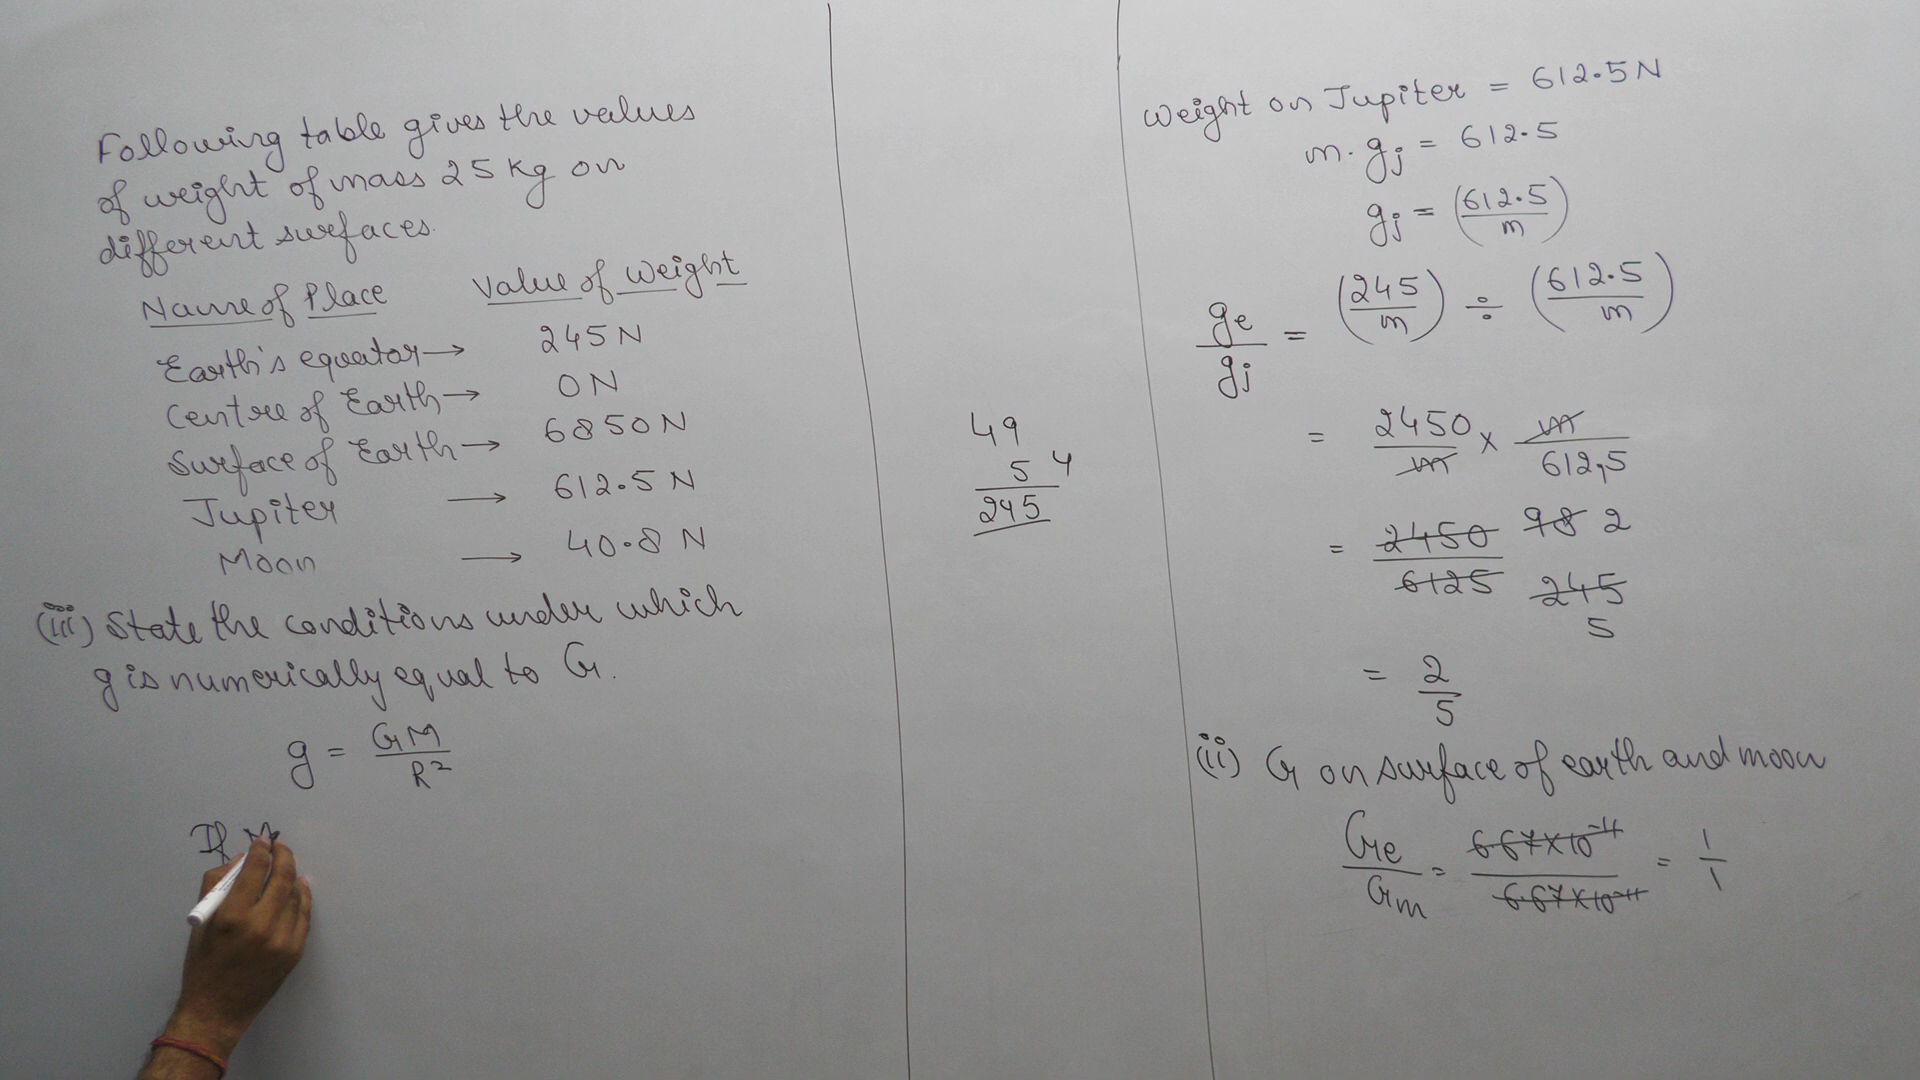 Following table gives the values
of weight of mass 25 kg on
different surfaces.
Name of Place Value of Weight
Earth's equator → 245 N
Centre of Earth → 0 N
Surface of Earth → 6850 N
Jupiter → 612.5 N
Moon → 40.8 N
(iii) State the conditions under which
g is numerically equal to G.
g = GM / R²
If M
49
5 4
245
Weight on Jupiter = 612.5 N
m. gj = 612.5
gj = (612.5 / m)
ge / gj = (245 / m) ÷ (612.5 / m)
= 2450 / m × m / 612,5
= 2450 / 6125 98 2 / 245 5
= 2 / 5
(ii) G on surface of earth and moon
Ge / Gm = 6.67×10⁻¹¹ / 6.67×10⁻¹¹ = 1 / 1